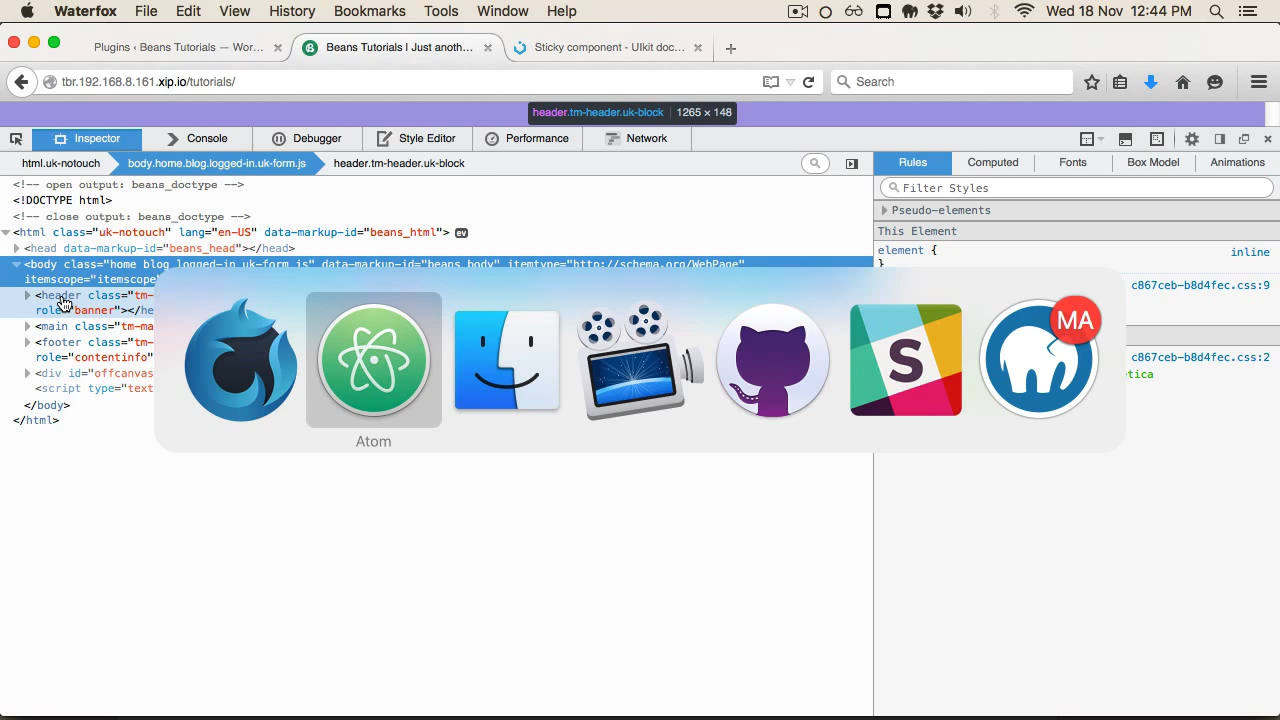 Waterfox File Edit View History Bookmarks Tools Window Help Wed 18 Nov 12:44 PM
Plugins ‹ Beans Tutorials — Wor... Beans Tutorials | Just anoth... Sticky component - UIkit doc...
tbr.192.168.8.161.xip.io/tutorials/ Search
header.tm-header.uk-block 1265 × 148
Inspector Console Debugger Style Editor Performance Network
html.uk-notouch body.home.blog.logged-in.uk-form.js header.tm-header.uk-block Rules Computed Fonts Box Model Animations
<!-- open output: beans_doctype -->
<!DOCTYPE html>
<!-- close output: beans_doctype -->
<html class="uk-notouch" lang="en-US" data-markup-id="beans_html"> ev
<head data-markup-id="beans_head"></head>
<body class="home blog logged-in uk-form js" data-markup-id="beans_body" itemtype="http://schema.org/WebPage"
itemscope="itemscope"
<header class="tm-
role="banner"></he
<main class="tm-ma
<footer class="tm-
role="contentinfo"
<div id="offcanvas
<script type="text
</body>
</html>
Filter Styles
Pseudo-elements
This Element
element { inline
}
c867ceb-b8d4fec.css:9
c867ceb-b8d4fec.css:2
etica
S
MA
Atom